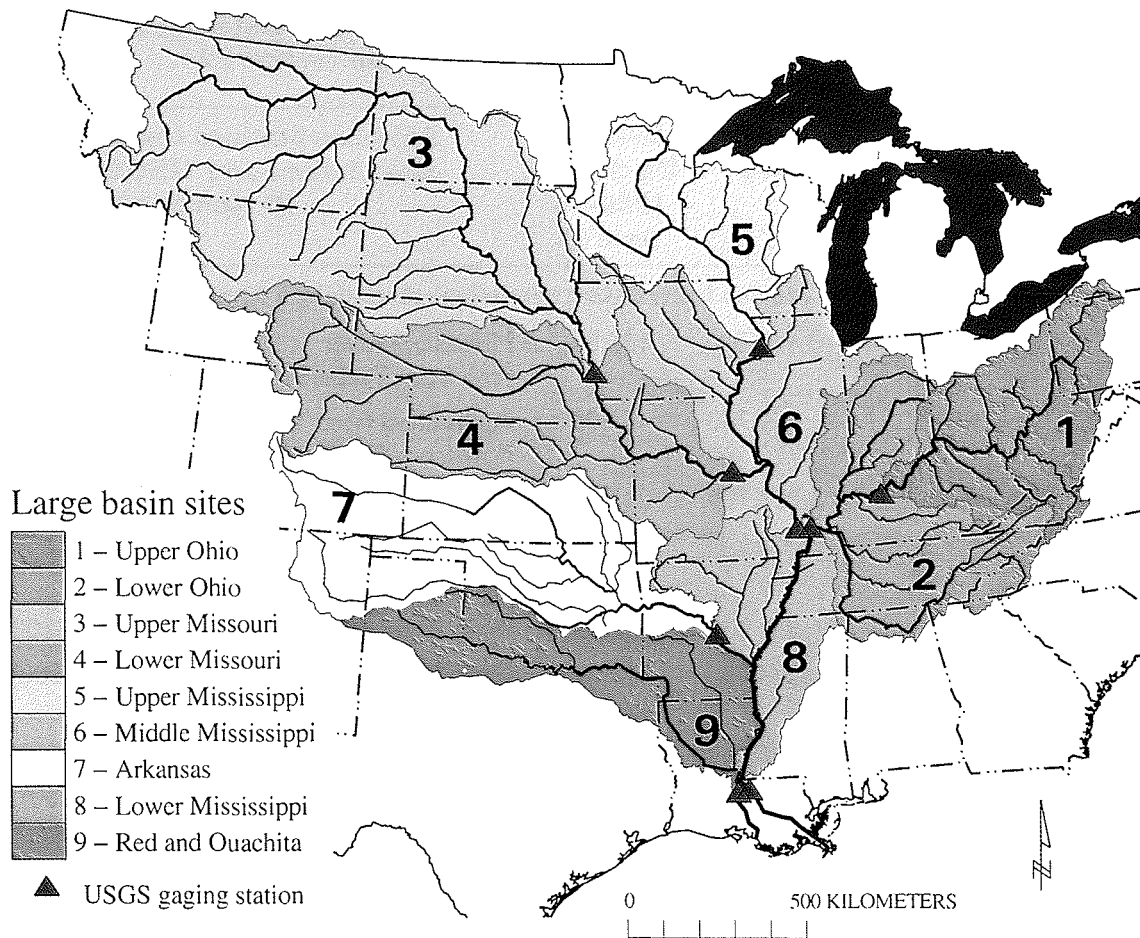 3
5
6
1
4
7
2
8
9
Large basin sites
1 – Upper Ohio
2 – Lower Ohio
3 – Upper Missouri
4 – Lower Missouri
5 – Upper Mississippi
6 – Middle Mississippi
7 – Arkansas
8 – Lower Mississippi
9 – Red and Ouachita
USGS gaging station
0 500 KILOMETERS
N